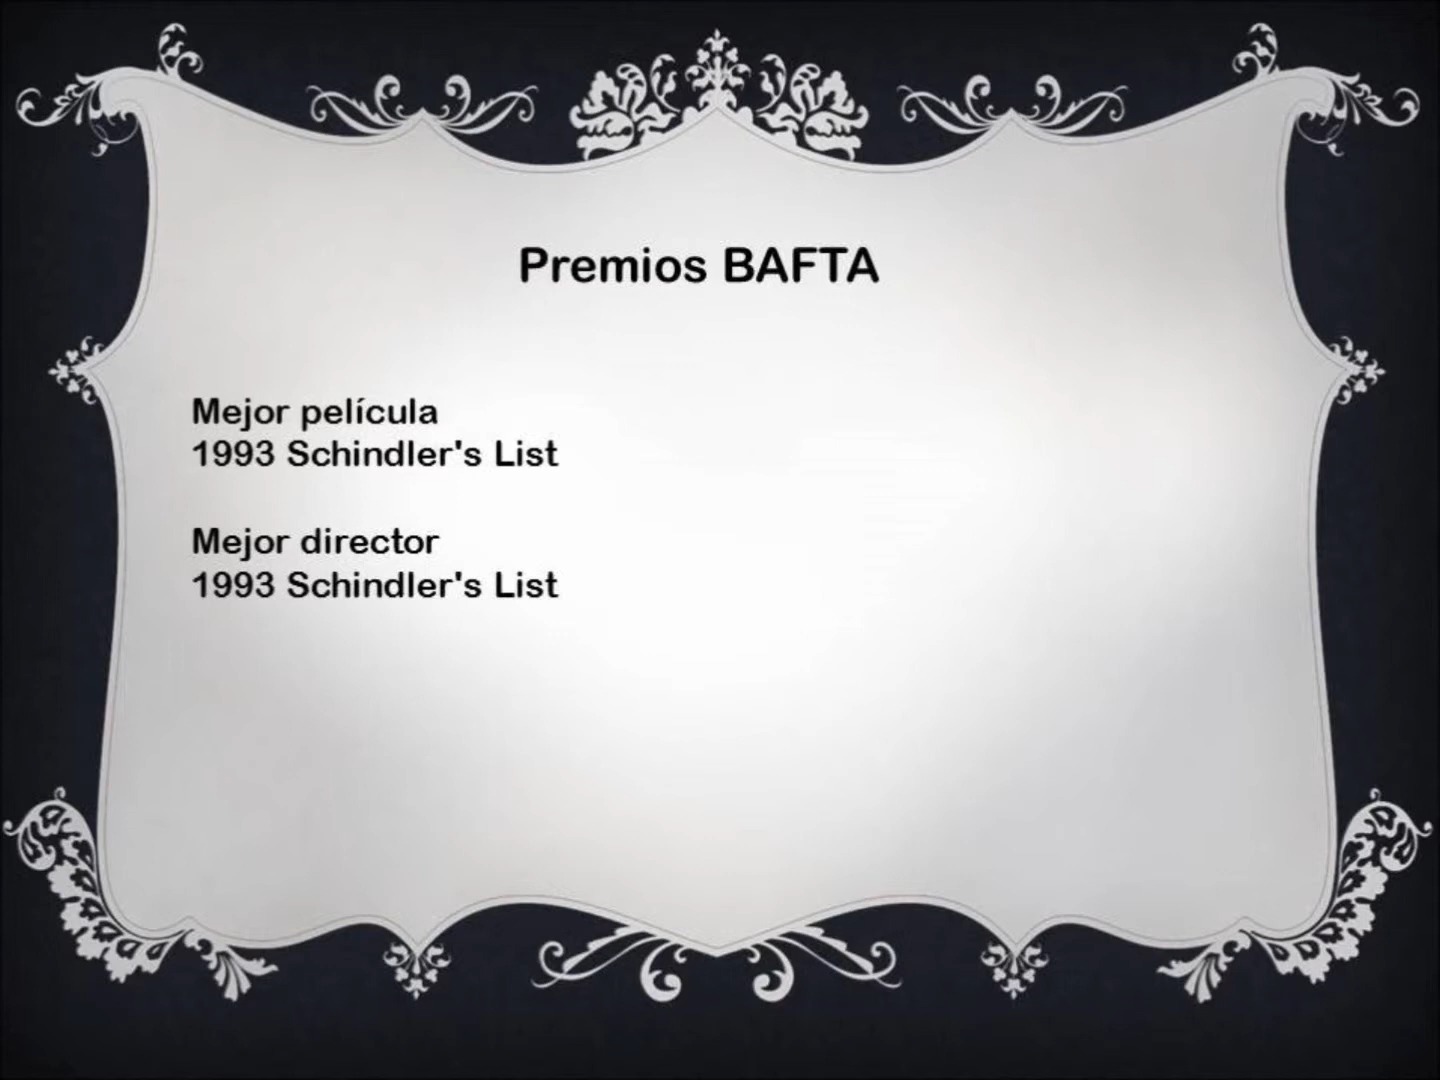 Premios BAFTA
Mejor película
1993 Schindler's List
Mejor director
1993 Schindler's List